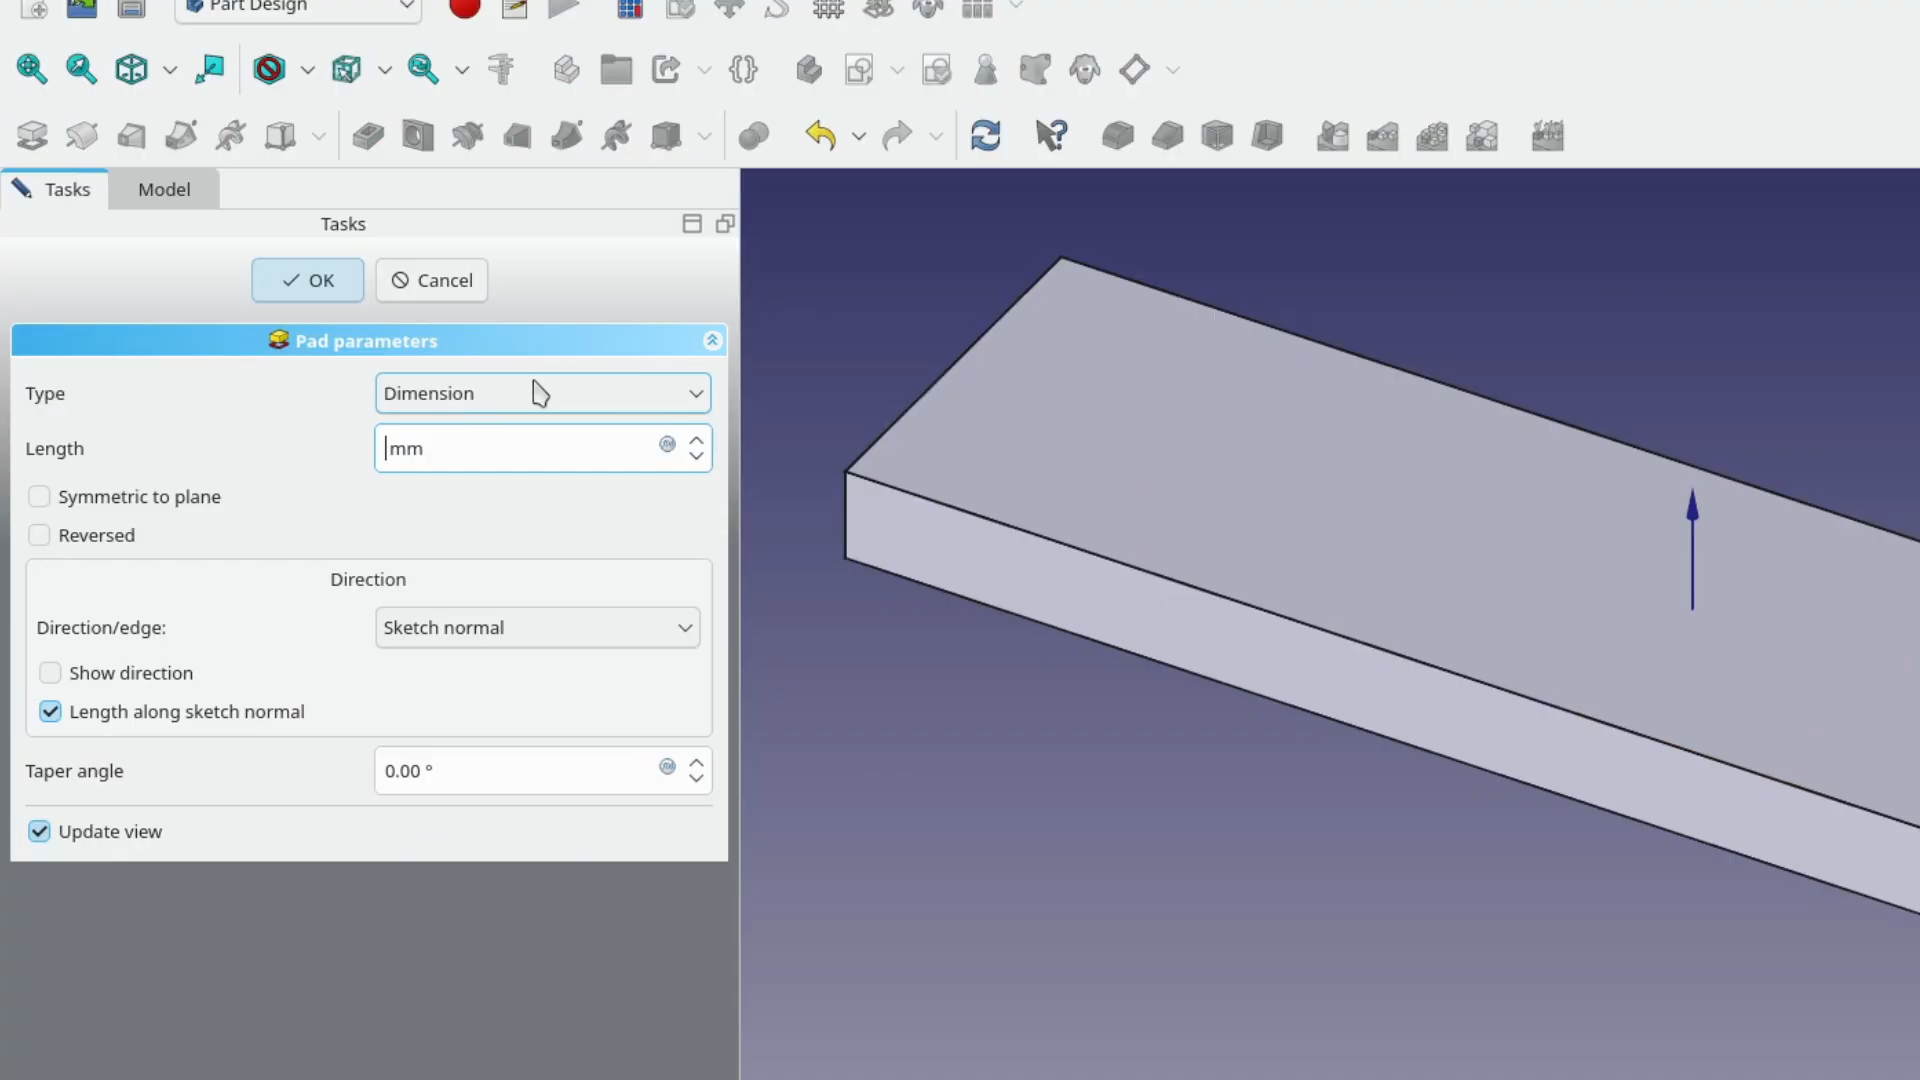 Part Design
Tasks
Model
Tasks
OK
Cancel
Pad parameters
Type
Dimension
Length
mm
Symmetric to plane
Reversed
Direction
Direction/edge:
Sketch normal
Show direction
Length along sketch normal
Taper angle
0.00 °
Update view